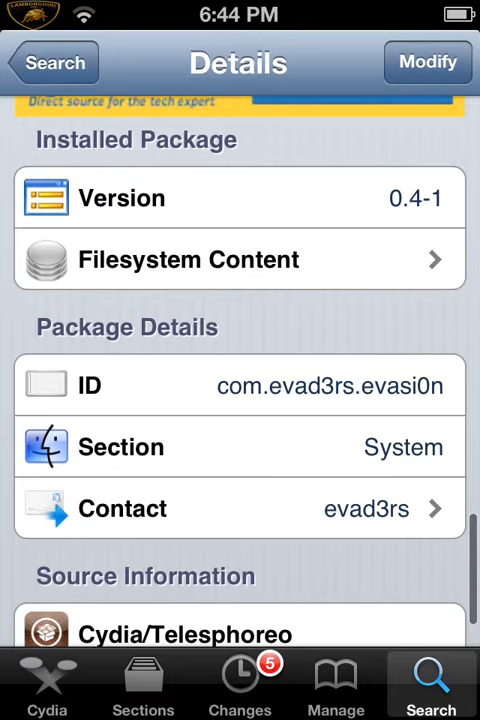 LAMBORGHINI
6:44 PM
Search
Details
Modify
Direct source for the tech expert
Installed Package
Version 0.4-1
Filesystem Content
Package Details
ID com.evad3rs.evasi0n
Section System
Contact evad3rs
Source Information
Cydia/Telesphoreo
5
Cydia Sections Changes Manage Search